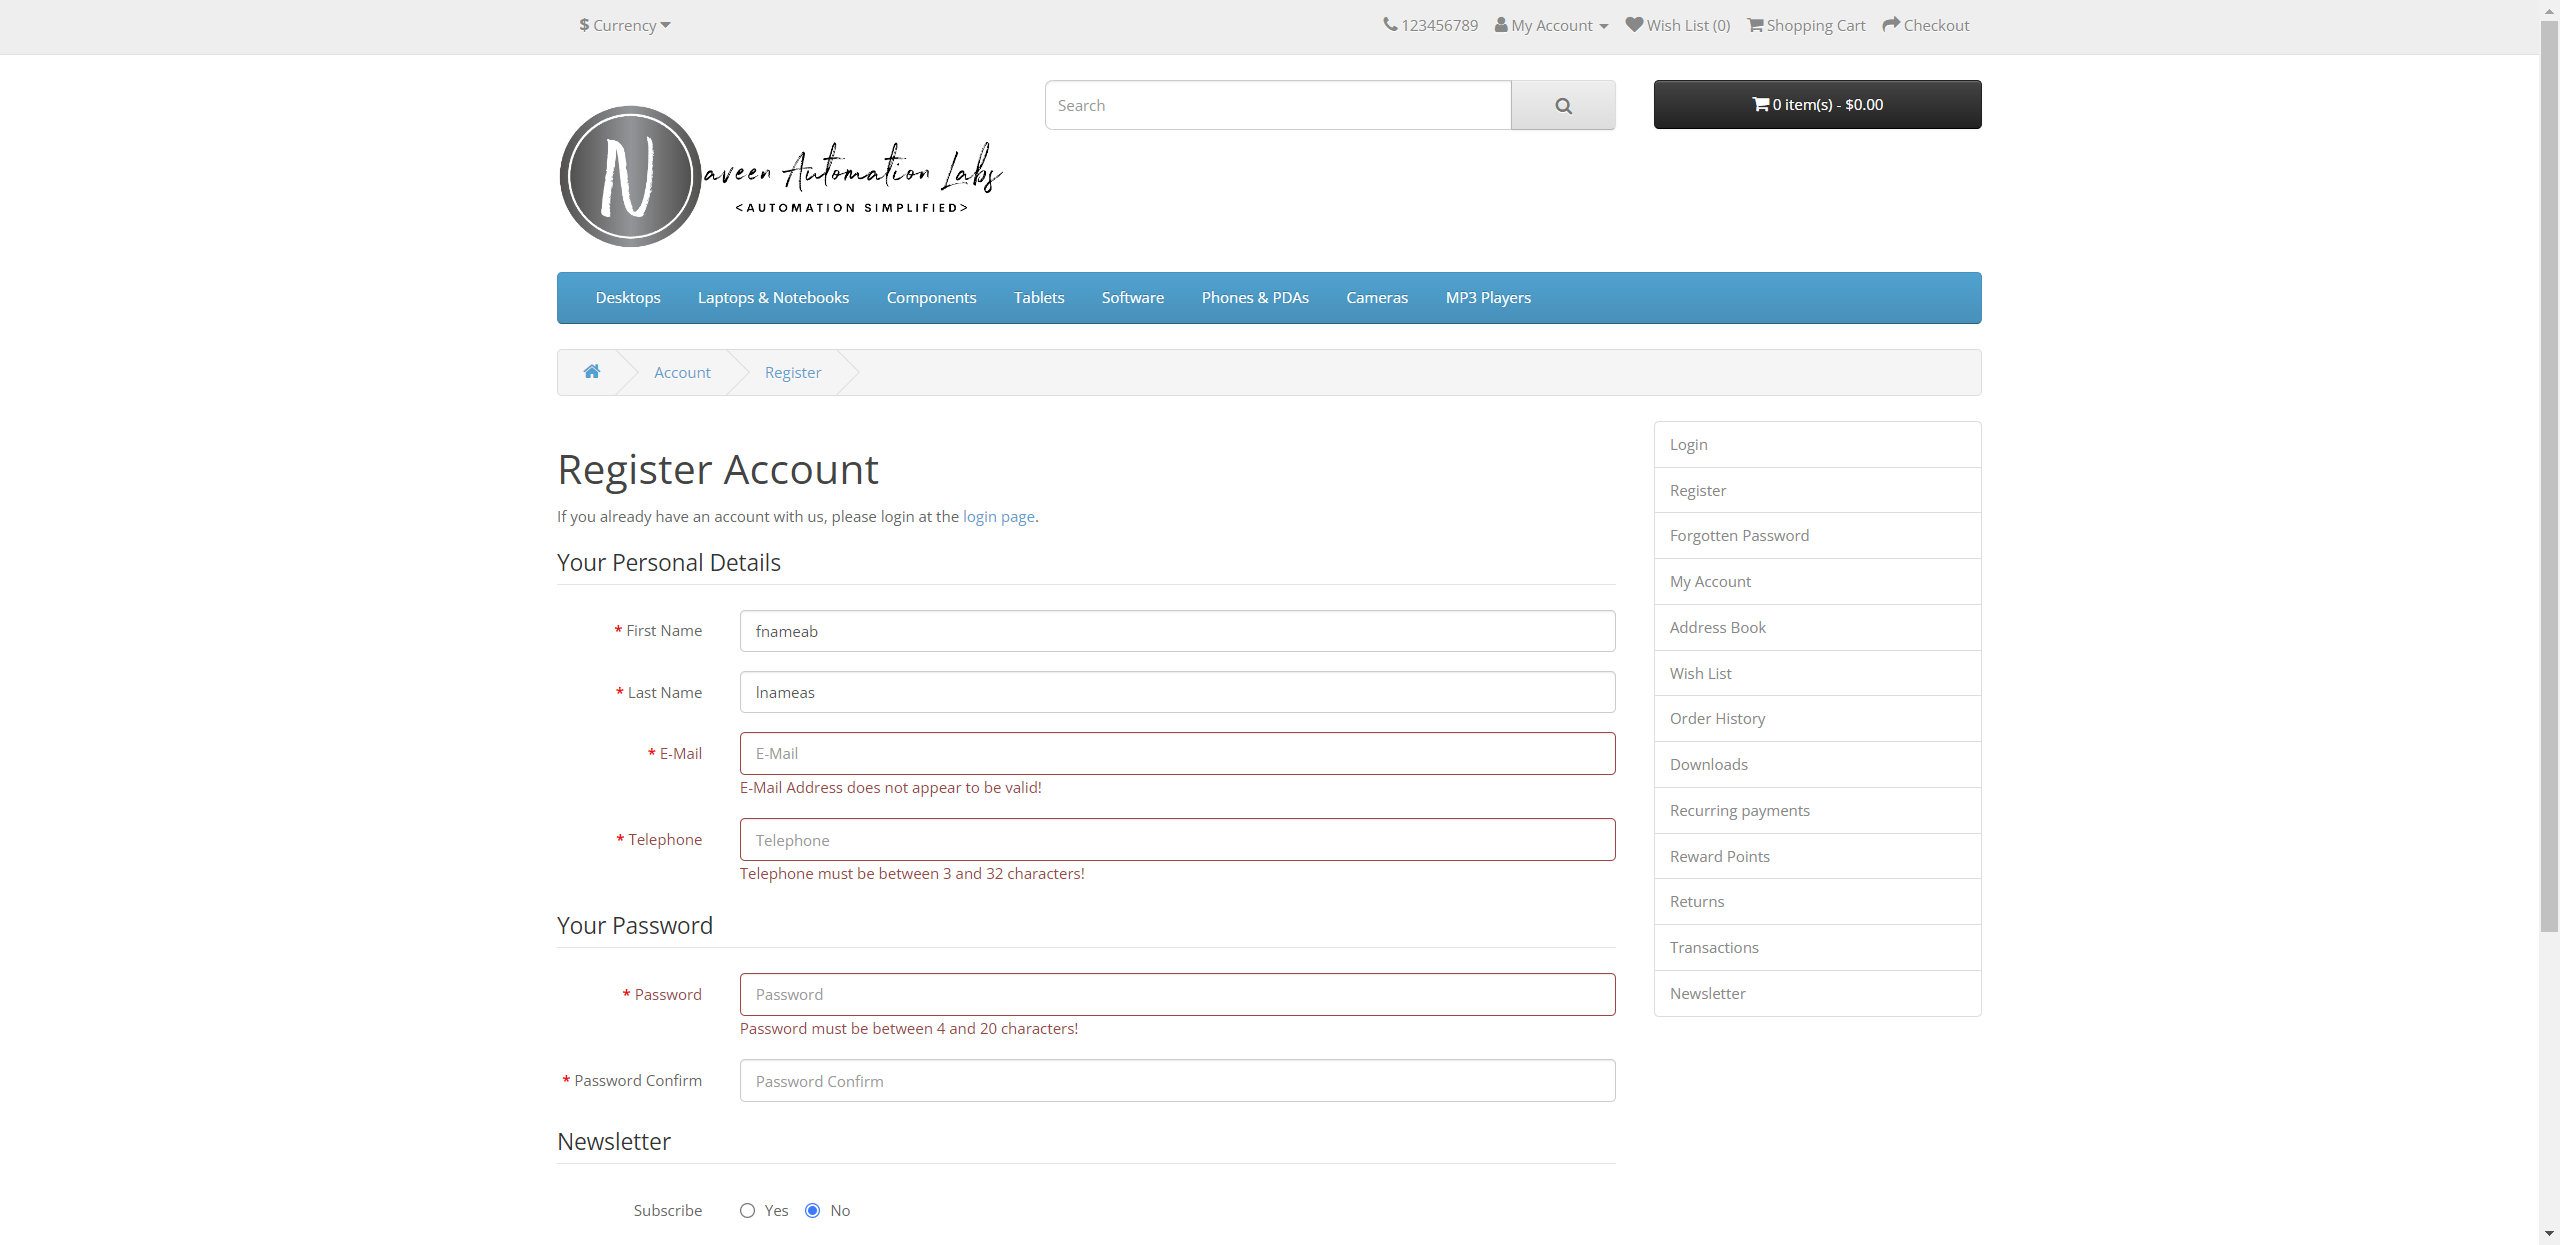 $ Currency
123456789 My Account Wish List (0) Shopping Cart Checkout
Search
0 item(s) - $0.00
N
aveen Automation Labs
<AUTOMATION SIMPLIFIED>
Desktops Laptops & Notebooks Components Tablets Software Phones & PDAs Cameras MP3 Players
Account Register
Register Account
If you already have an account with us, please login at the login page.
Your Personal Details
* First Name fnameab
* Last Name lnameas
* E-Mail E-Mail
E-Mail Address does not appear to be valid!
* Telephone Telephone
Telephone must be between 3 and 32 characters!
Your Password
* Password Password
Password must be between 4 and 20 characters!
* Password Confirm Password Confirm
Newsletter
Subscribe Yes No
Login
Register
Forgotten Password
My Account
Address Book
Wish List
Order History
Downloads
Recurring payments
Reward Points
Returns
Transactions
Newsletter